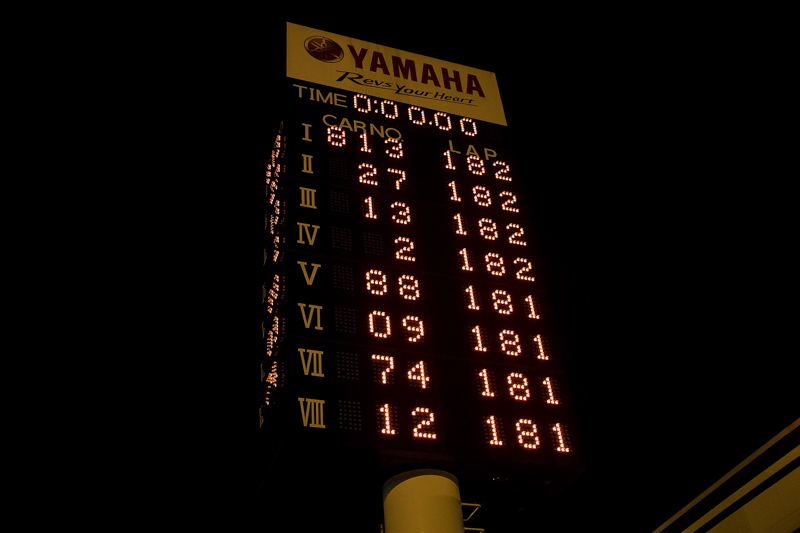 YAMAHA
Revs Your Heart
TIME 0:00.00
CAR NO. LAP
I 813 182
II 27 182
III 13 182
IV 2 182
V 88 181
VI 09 181
VII 74 181
VIII 12 181